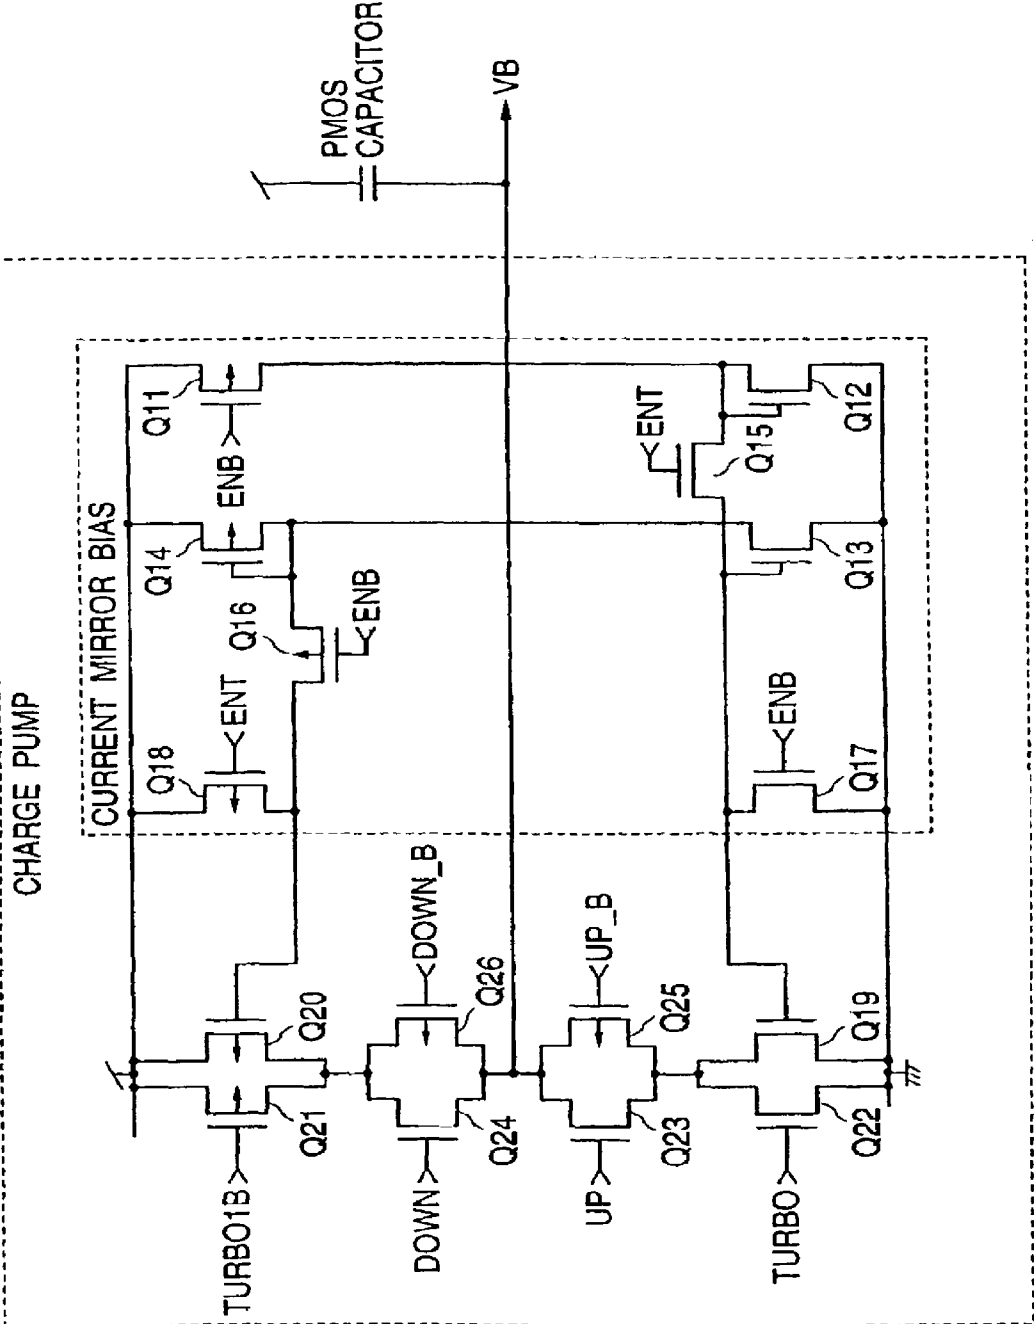 CHARGE PUMP
CURRENT MIRROR BIAS
PMOS
CAPACITOR
VB
TURBO1B
Q21
Q20
Q18
ENT
Q16
ENB
Q14
ENB
Q11
DOWN
Q24
Q26
DOWN_B
UP
Q23
Q25
UP_B
TURBO
Q22
Q19
Q17
ENB
Q13
Q15
ENT
Q12